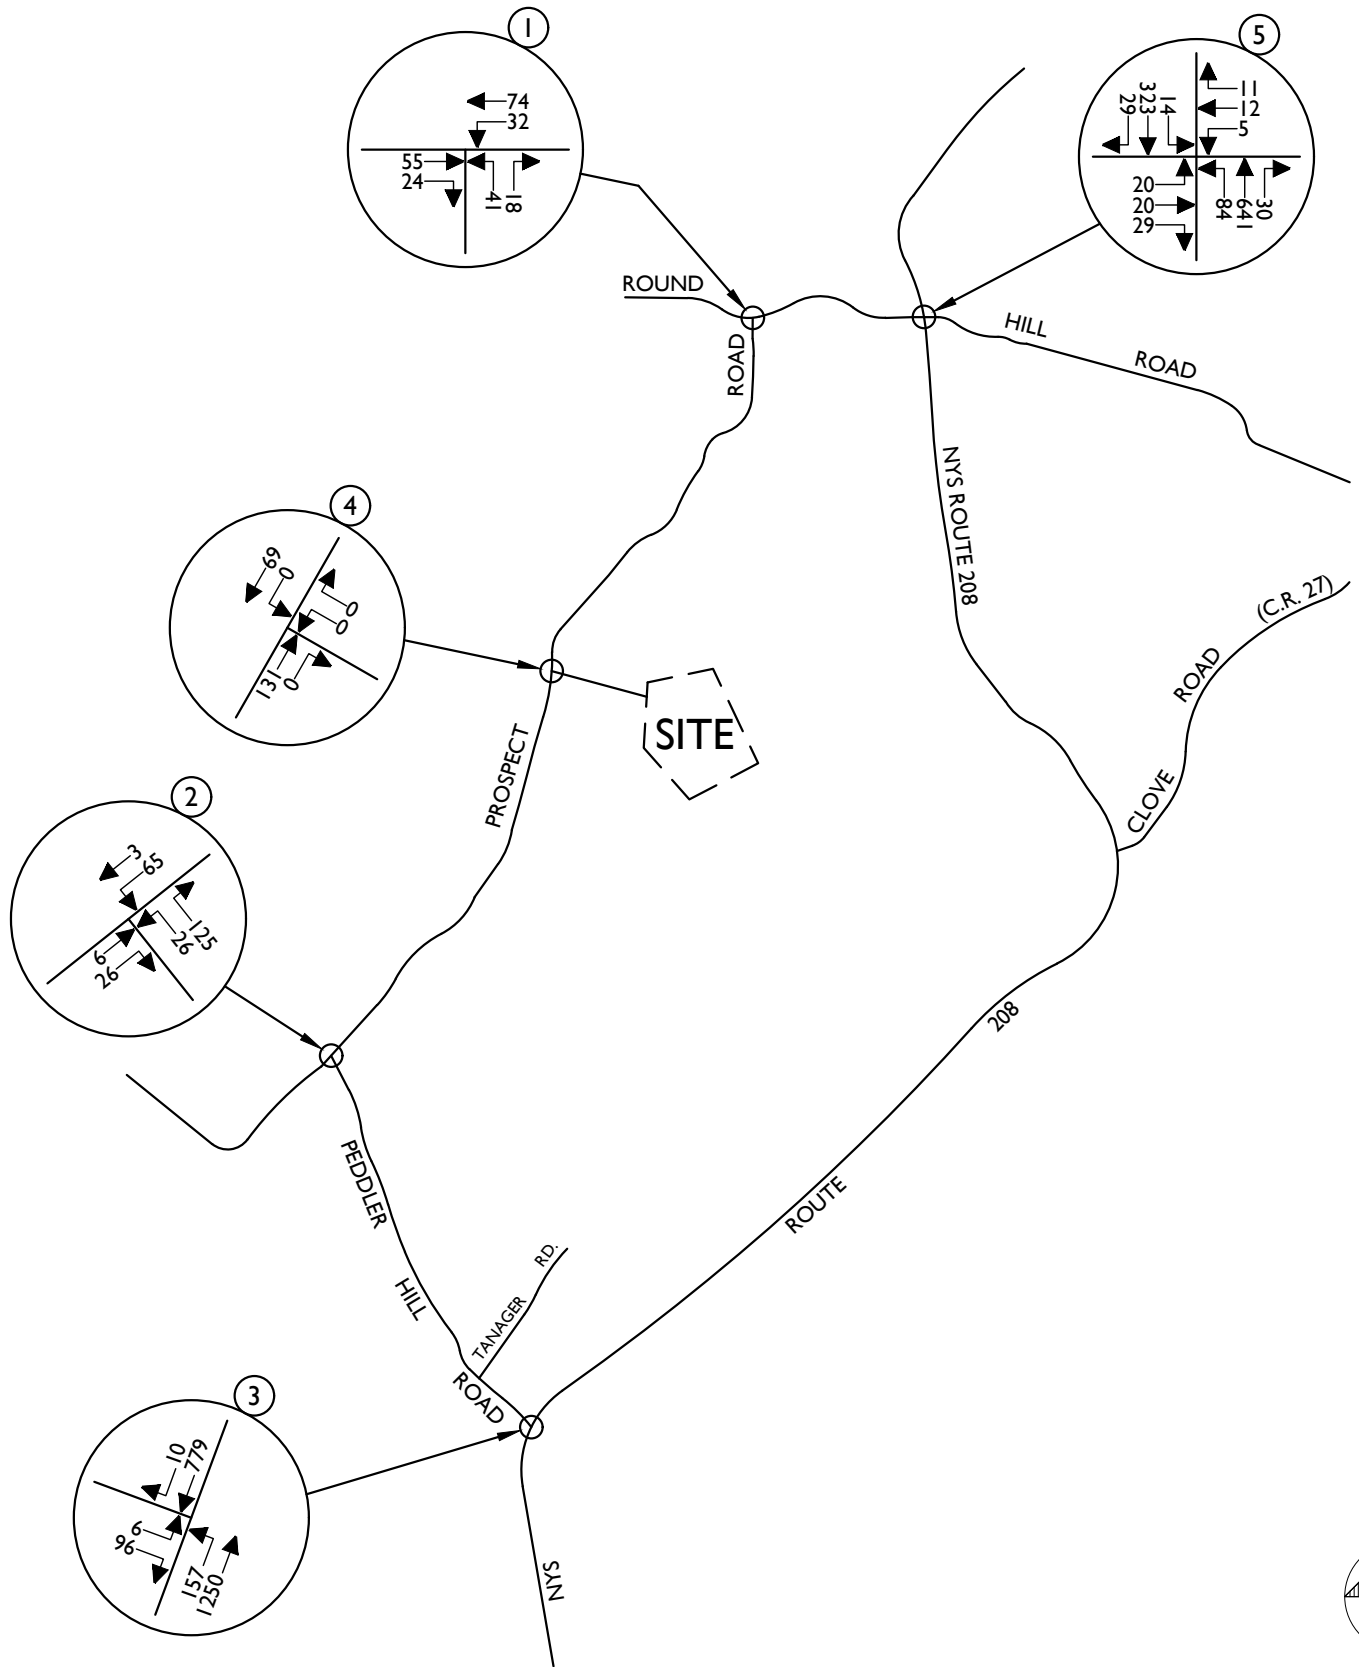 1
74
32
55
24
41
18
5
29
323
14
11
12
5
20
20
29
84
641
30
ROUND
HILL
ROAD
ROAD
NYS ROUTE 208
4
69
0
0
0
131
0
(C.R. 27)
ROAD
CLOVE
SITE
PROSPECT
2
3
65
125
26
6
26
208
ROUTE
PEDDLER
HILL
ROAD
TANAGER
RD.
3
10
779
6
96
157
1250
NYS